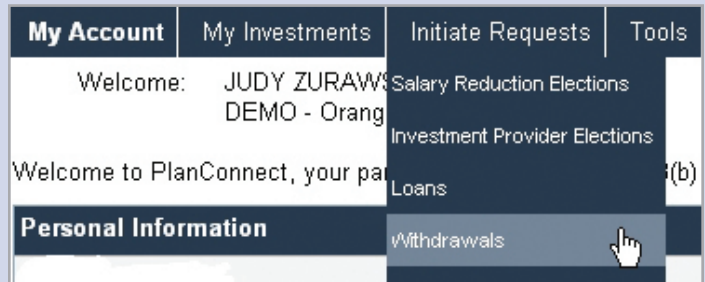 My Account My Investments Initiate Requests Tools
Welcome: JUDY ZURAWS
DEMO - Orang
Welcome to PlanConnect, your pa (b)
Personal Information
Salary Reduction Elections
Investment Provider Elections
Loans
Withdrawals